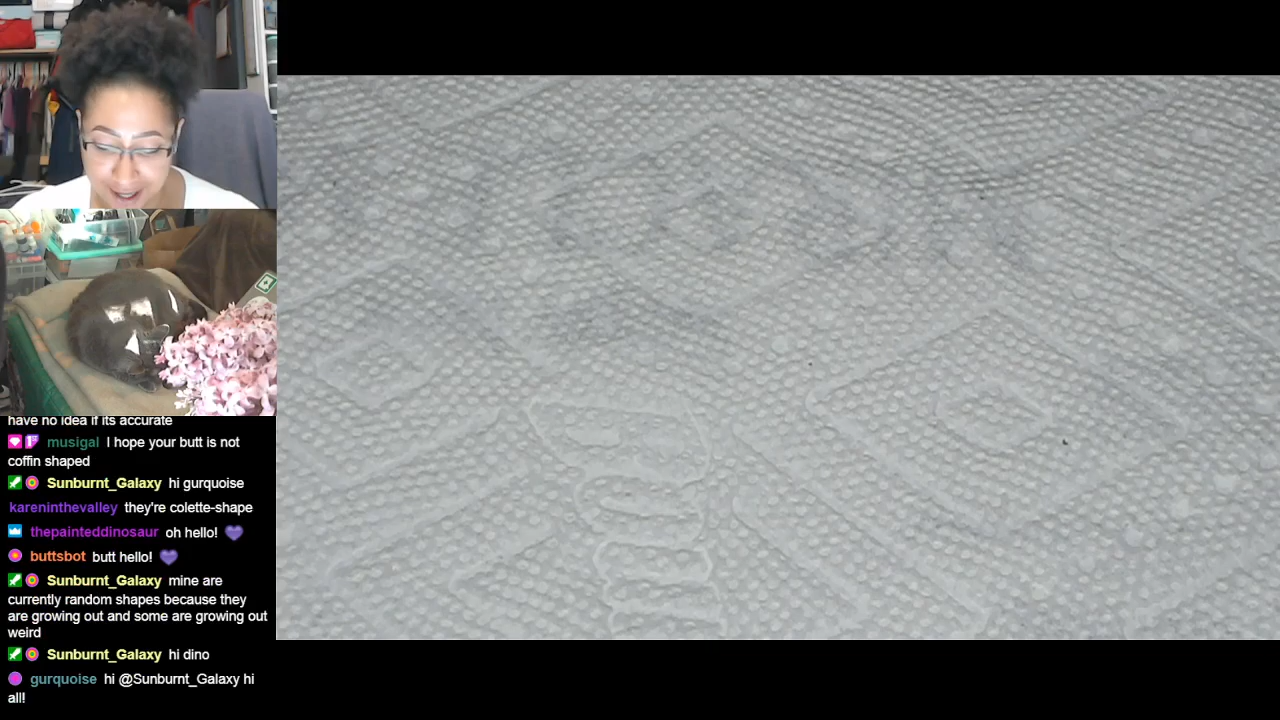 have no idea if its accurate
musigal I hope your butt is not
coffin shaped
Sunburnt_Galaxy hi gurquoise
kareninthevalley they're colette-shape
thepainteddinosaur oh hello!
buttsbot butt hello!
Sunburnt_Galaxy mine are
currently random shapes because they
are growing out and some are growing out
weird
Sunburnt_Galaxy hi dino
gurquoise hi @Sunburnt_Galaxy hi
all!